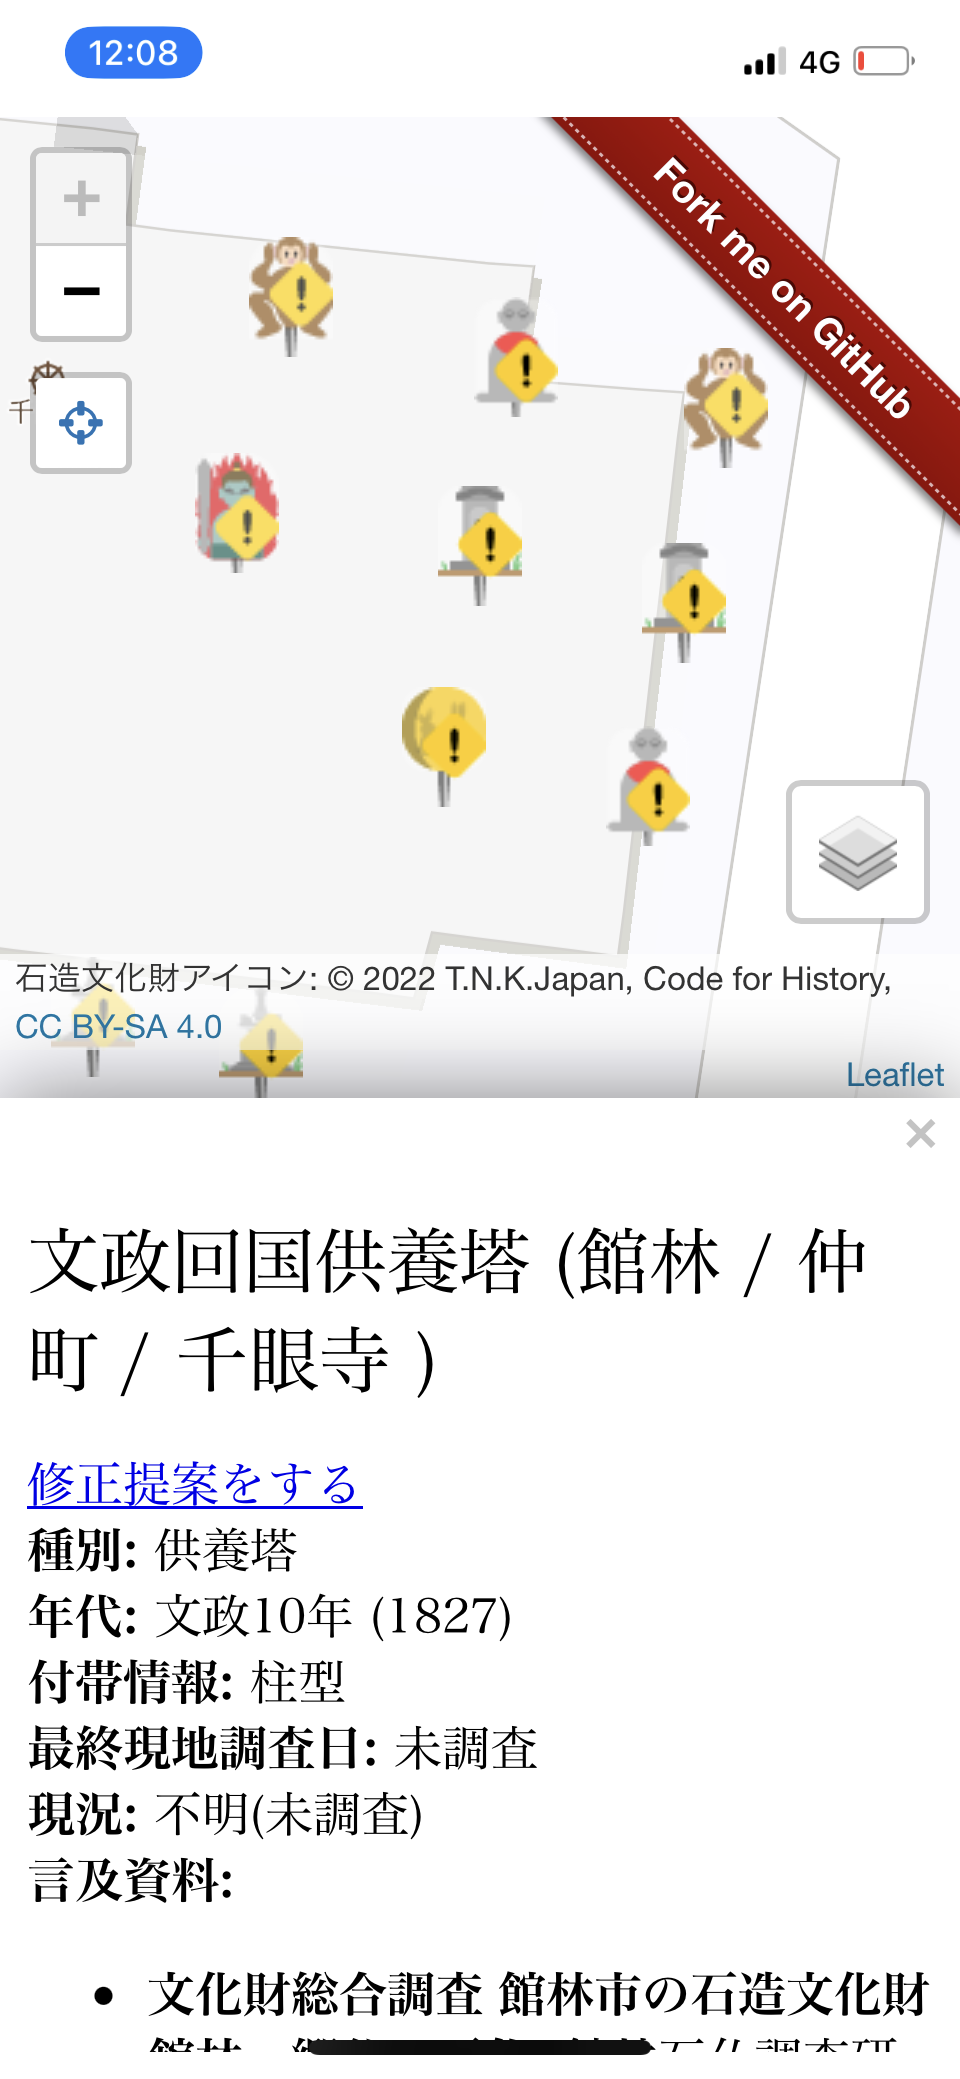 12:08
4G
+
−
Fork me on GitHub
千
石造文化財アイコン: © 2022 T.N.K.Japan, Code for History,
CC BY-SA 4.0
Leaflet
×
文政回国供養塔 (館林 / 仲
町 / 千眼寺 )
修正提案をする
種別: 供養塔
年代: 文政10年 (1827)
付帯情報: 柱型
最終現地調査日: 未調査
現況: 不明(未調査)
言及資料:
• 文化財総合調査 館林市の石造文化財